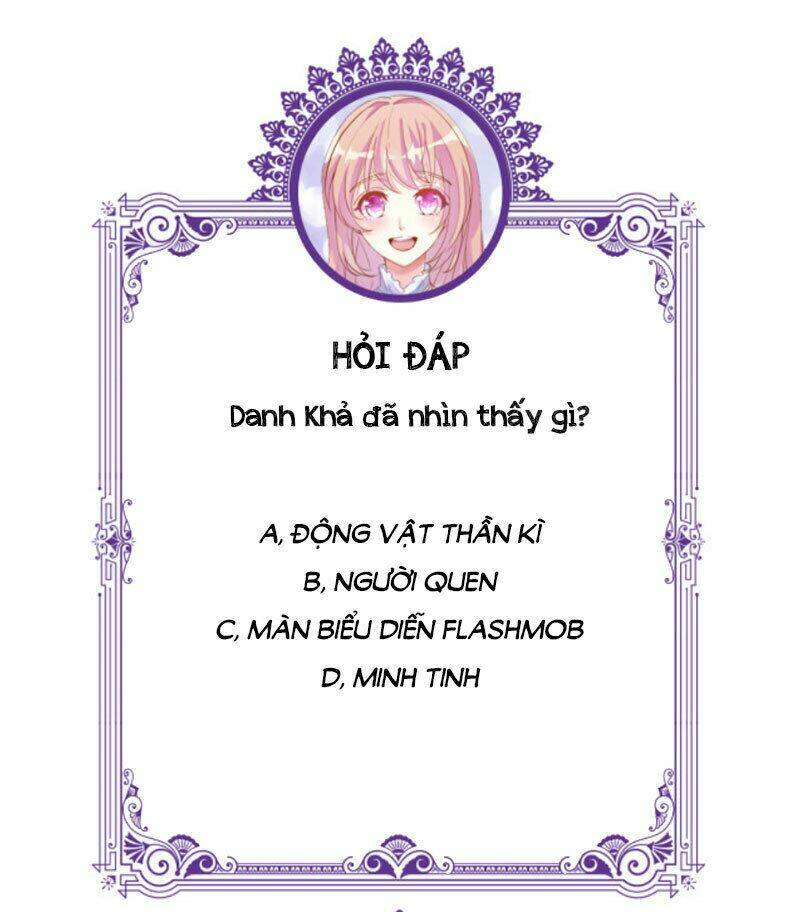 HỎI ĐÁP
Danh Khả đã nhìn thấy gì?
A, ĐỘNG VẬT THẦN KÌ
B, NGƯỜI QUEN
C, MÀN BIỂU DIỄN FLASHMOB
D, MINH TINH